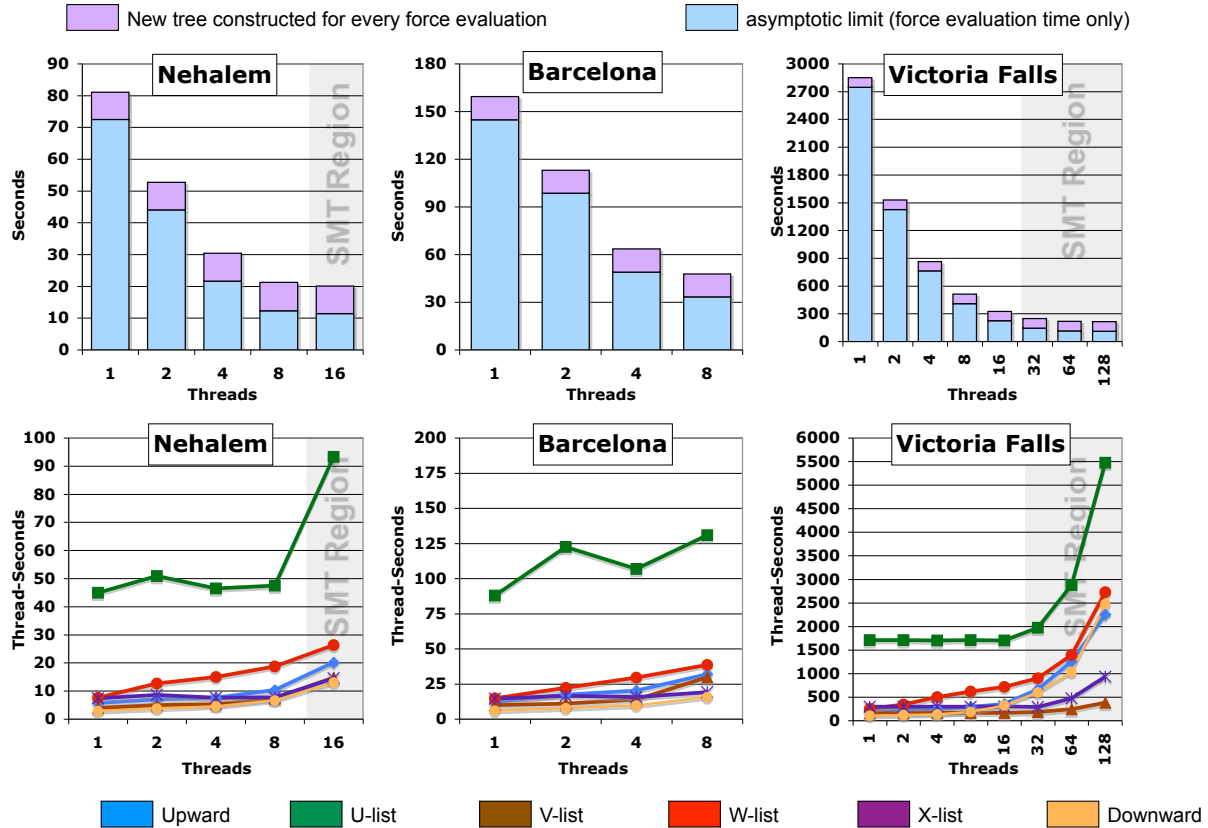 New tree constructed for every force evaluation
asymptotic limit (force evaluation time only)
Nehalem
Seconds
90
80
70
60
50
40
30
20
10
0
SMT Region
1 2 4 8 16
Threads
Barcelona
Seconds
180
150
120
90
60
30
0
1 2 4 8
Threads
Victoria Falls
Seconds
3000
2700
2400
2100
1800
1500
1200
900
600
300
0
SMT Region
1 2 4 8 16 32 64 128
Threads
Nehalem
Thread-Seconds
100
90
80
70
60
50
40
30
20
10
0
SMT Region
1 2 4 8 16
Threads
Barcelona
Thread-Seconds
200
175
150
125
100
75
50
25
0
1 2 4 8
Threads
Victoria Falls
Thread-Seconds
6000
5500
5000
4500
4000
3500
3000
2500
2000
1500
1000
500
0
SMT Region
1 2 4 8 16 32 64 128
Threads
Upward
U-list
V-list
W-list
X-list
Downward